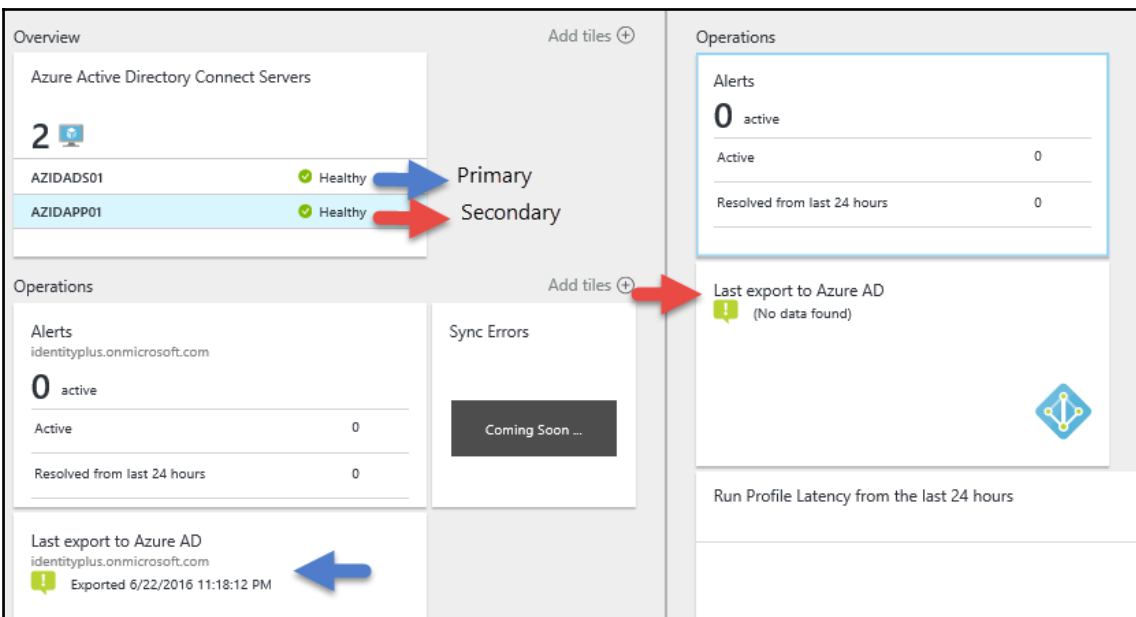 Overview
Add tiles
Azure Active Directory Connect Servers
2
AZIDADS01 Healthy
Primary
AZIDAPP01 Healthy
Secondary
Operations
Add tiles
Alerts
identityplus.onmicrosoft.com
0 active
Active 0
Resolved from last 24 hours 0
Sync Errors
Coming Soon ...
Last export to Azure AD
identityplus.onmicrosoft.com
Exported 6/22/2016 11:18:12 PM
Operations
Alerts
0 active
Active 0
Resolved from last 24 hours 0
Last export to Azure AD
(No data found)
Run Profile Latency from the last 24 hours